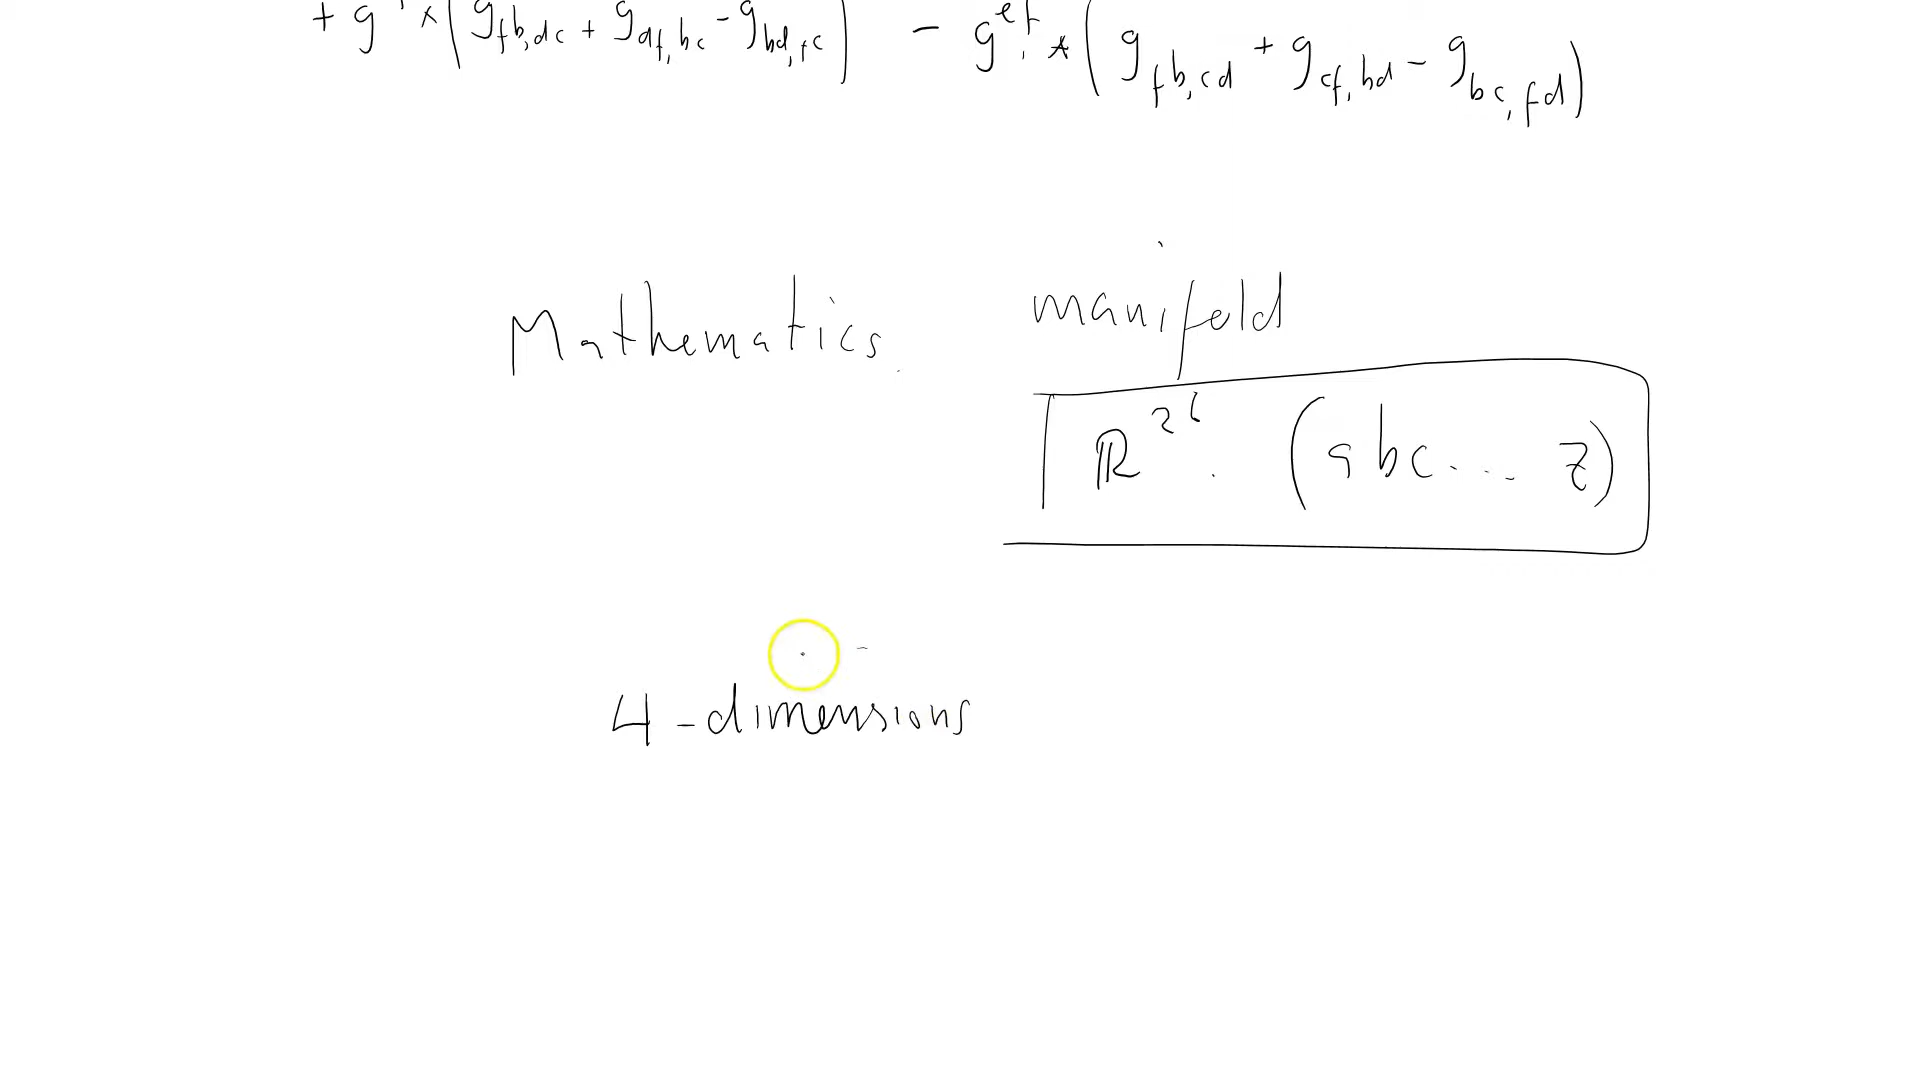 + g × (g_{fb,dc} + g_{df,bc} - g_{bd,fc}) - g^{ef} * (g_{fb,cd} + g_{cf,bd} - g_{bc,fd})
Mathematics. manifold
ℝ^{26}. (abc... z)
4-dimensions